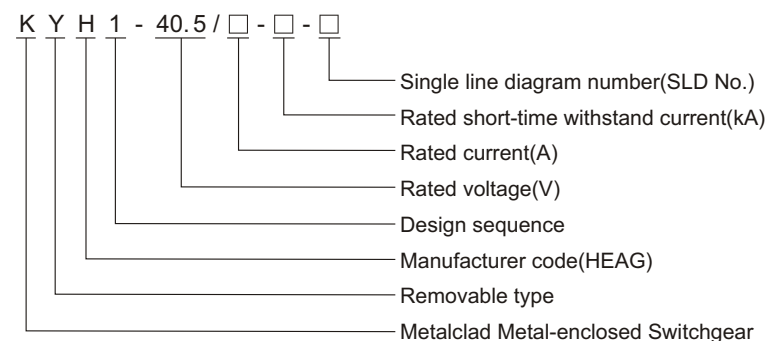 K Y H 1 - 40.5 / □ - □ - □
Single line diagram number(SLD No.)
Rated short-time withstand current(kA)
Rated current(A)
Rated voltage(V)
Design sequence
Manufacturer code(HEAG)
Removable type
Metalclad Metal-enclosed Switchgear